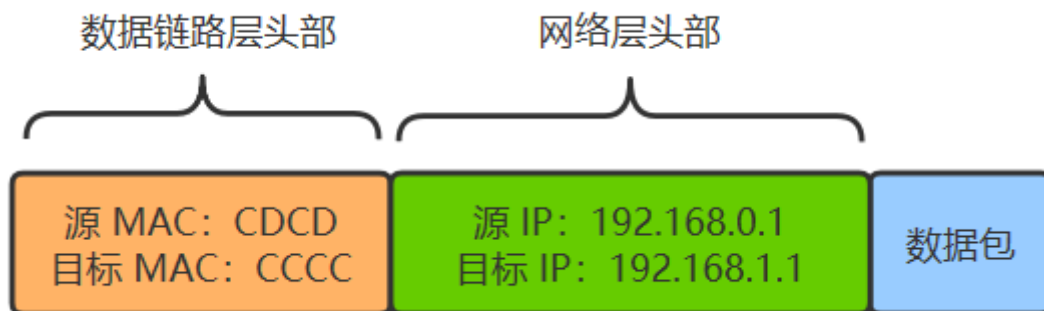 数据链路层头部
网络层头部
源 MAC：CDCD
目标 MAC：CCCC
源 IP：192.168.0.1
目标 IP：192.168.1.1
数据包